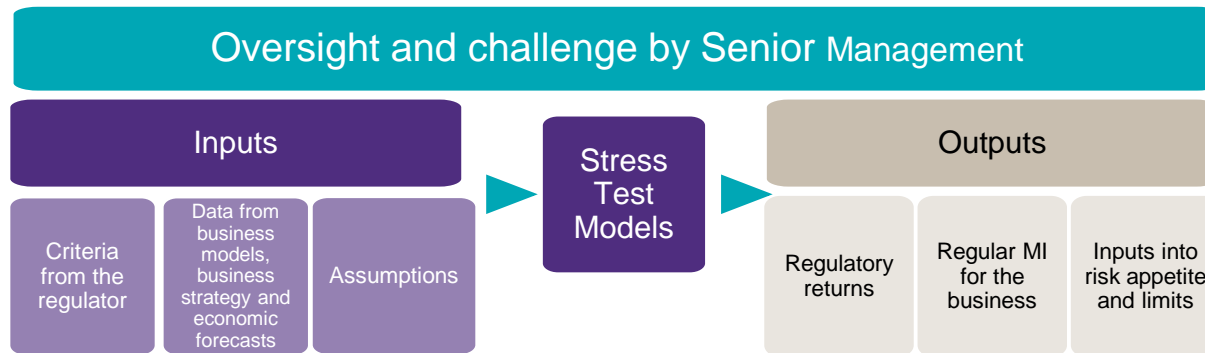 Oversight and challenge by Senior Management
Inputs
Stress
Test
Models
Outputs
Criteria
from the
regulator
Data from
business
models,
business
strategy and
economic
forecasts
Assumptions
Regulatory
returns
Regular MI
for the
business
Inputs into
risk appetite
and limits